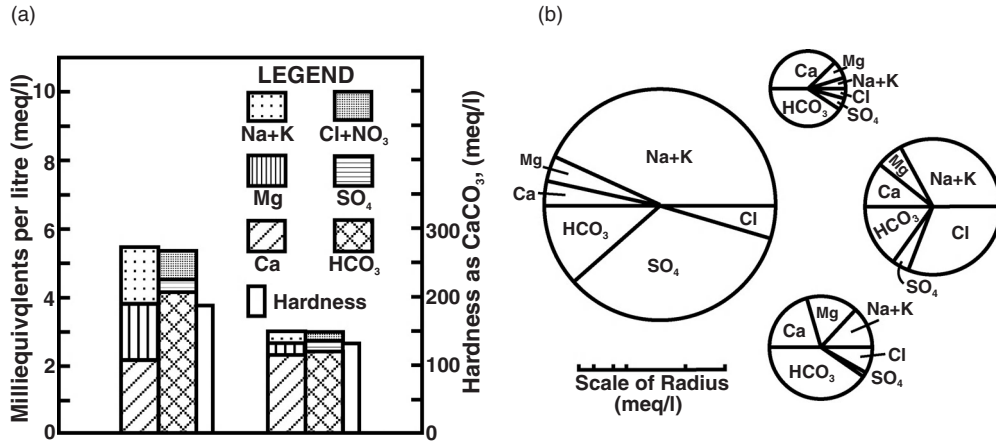 (a)
Milliequivqlents per litre (meq/l)
10
8
6
4
2
0
LEGEND
Na+K
Cl+NO₃
Mg
SO₄
Ca
HCO₃
Hardness
300
200
100
0
Hardness as CaCO₃, (meq/l)
(b)
Na+K
Mg
Ca
HCO₃
SO₄
Cl
Ca
Mg
Na+K
Cl
SO₄
HCO₃
Mg
Na+K
Ca
HCO₃
Cl
SO₄
Mg
Na+K
Ca
Cl
HCO₃
SO₄
Scale of Radius
(meq/l)